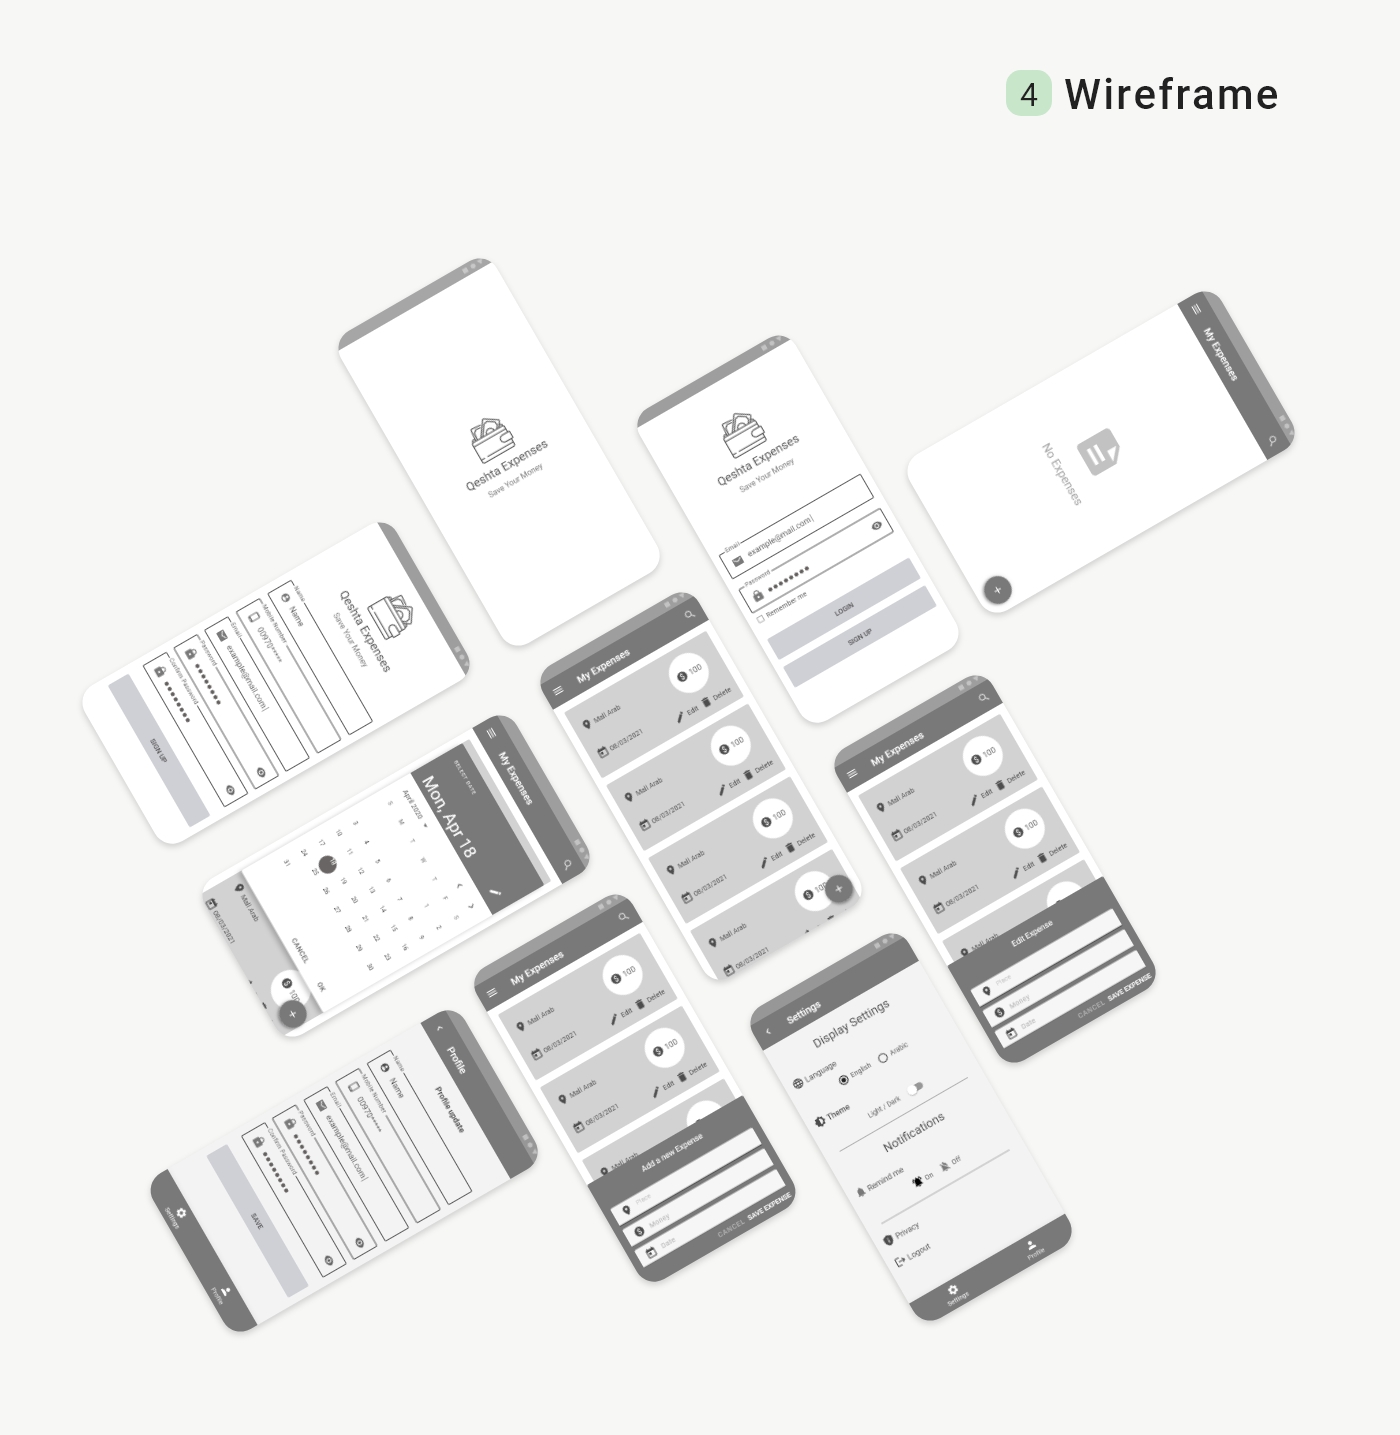 4 Wireframe
Qeshta Expenses
Save Your Money
Qeshta Expenses
Save Your Money
Email
example@mail.com|
Password
Remember me
LOGIN
SIGN UP
My Expenses
No Expenses
+
Qeshta Expenses
Save Your Money
Name
Name
Mobile Number
00970*****
Email
example@mail.com|
Password
Confirm Password
SIGN UP
My Expenses
$ 100
Mall Arab
08/03/2021
Edit Delete
$ 100
Mall Arab
08/03/2021
Edit Delete
$ 100
Mall Arab
08/03/2021
Edit Delete
$ 100
Mall Arab
08/03/2021
+
My Expenses
SELECT DATE
Mon, Apr 18
April 2020
S M T W T F S
1 2
3 4 5 6 7 8 9
10 11 12 13 14 15 16
17 18 19 20 21 22 23
24 25 26 27 28 29 30
31
CANCEL OK
$ 100
Mall Arab
08/03/2021
+
My Expenses
$ 100
Mall Arab
08/03/2021
Edit Delete
$ 100
Mall Arab
08/03/2021
Edit Delete
Mall Arab
Edit Expense
Place
$ Money
Date
CANCEL SAVE EXPENSE
My Expenses
$ 100
Mall Arab
08/03/2021
Edit Delete
$ 100
Mall Arab
08/03/2021
Edit Delete
Mall Arab
Add a new Expense
Place
$ Money
Date
CANCEL SAVE EXPENSE
Settings
Display Settings
Language
English Arabic
Theme
Light / Dark
Notifications
Remind me
On Off
Privacy
Logout
Settings Profile
Profile
Profile update
Name
Name
Mobile Number
00970*****
Email
example@mail.com|
Password
Confirm Password
SAVE
Settings Profile